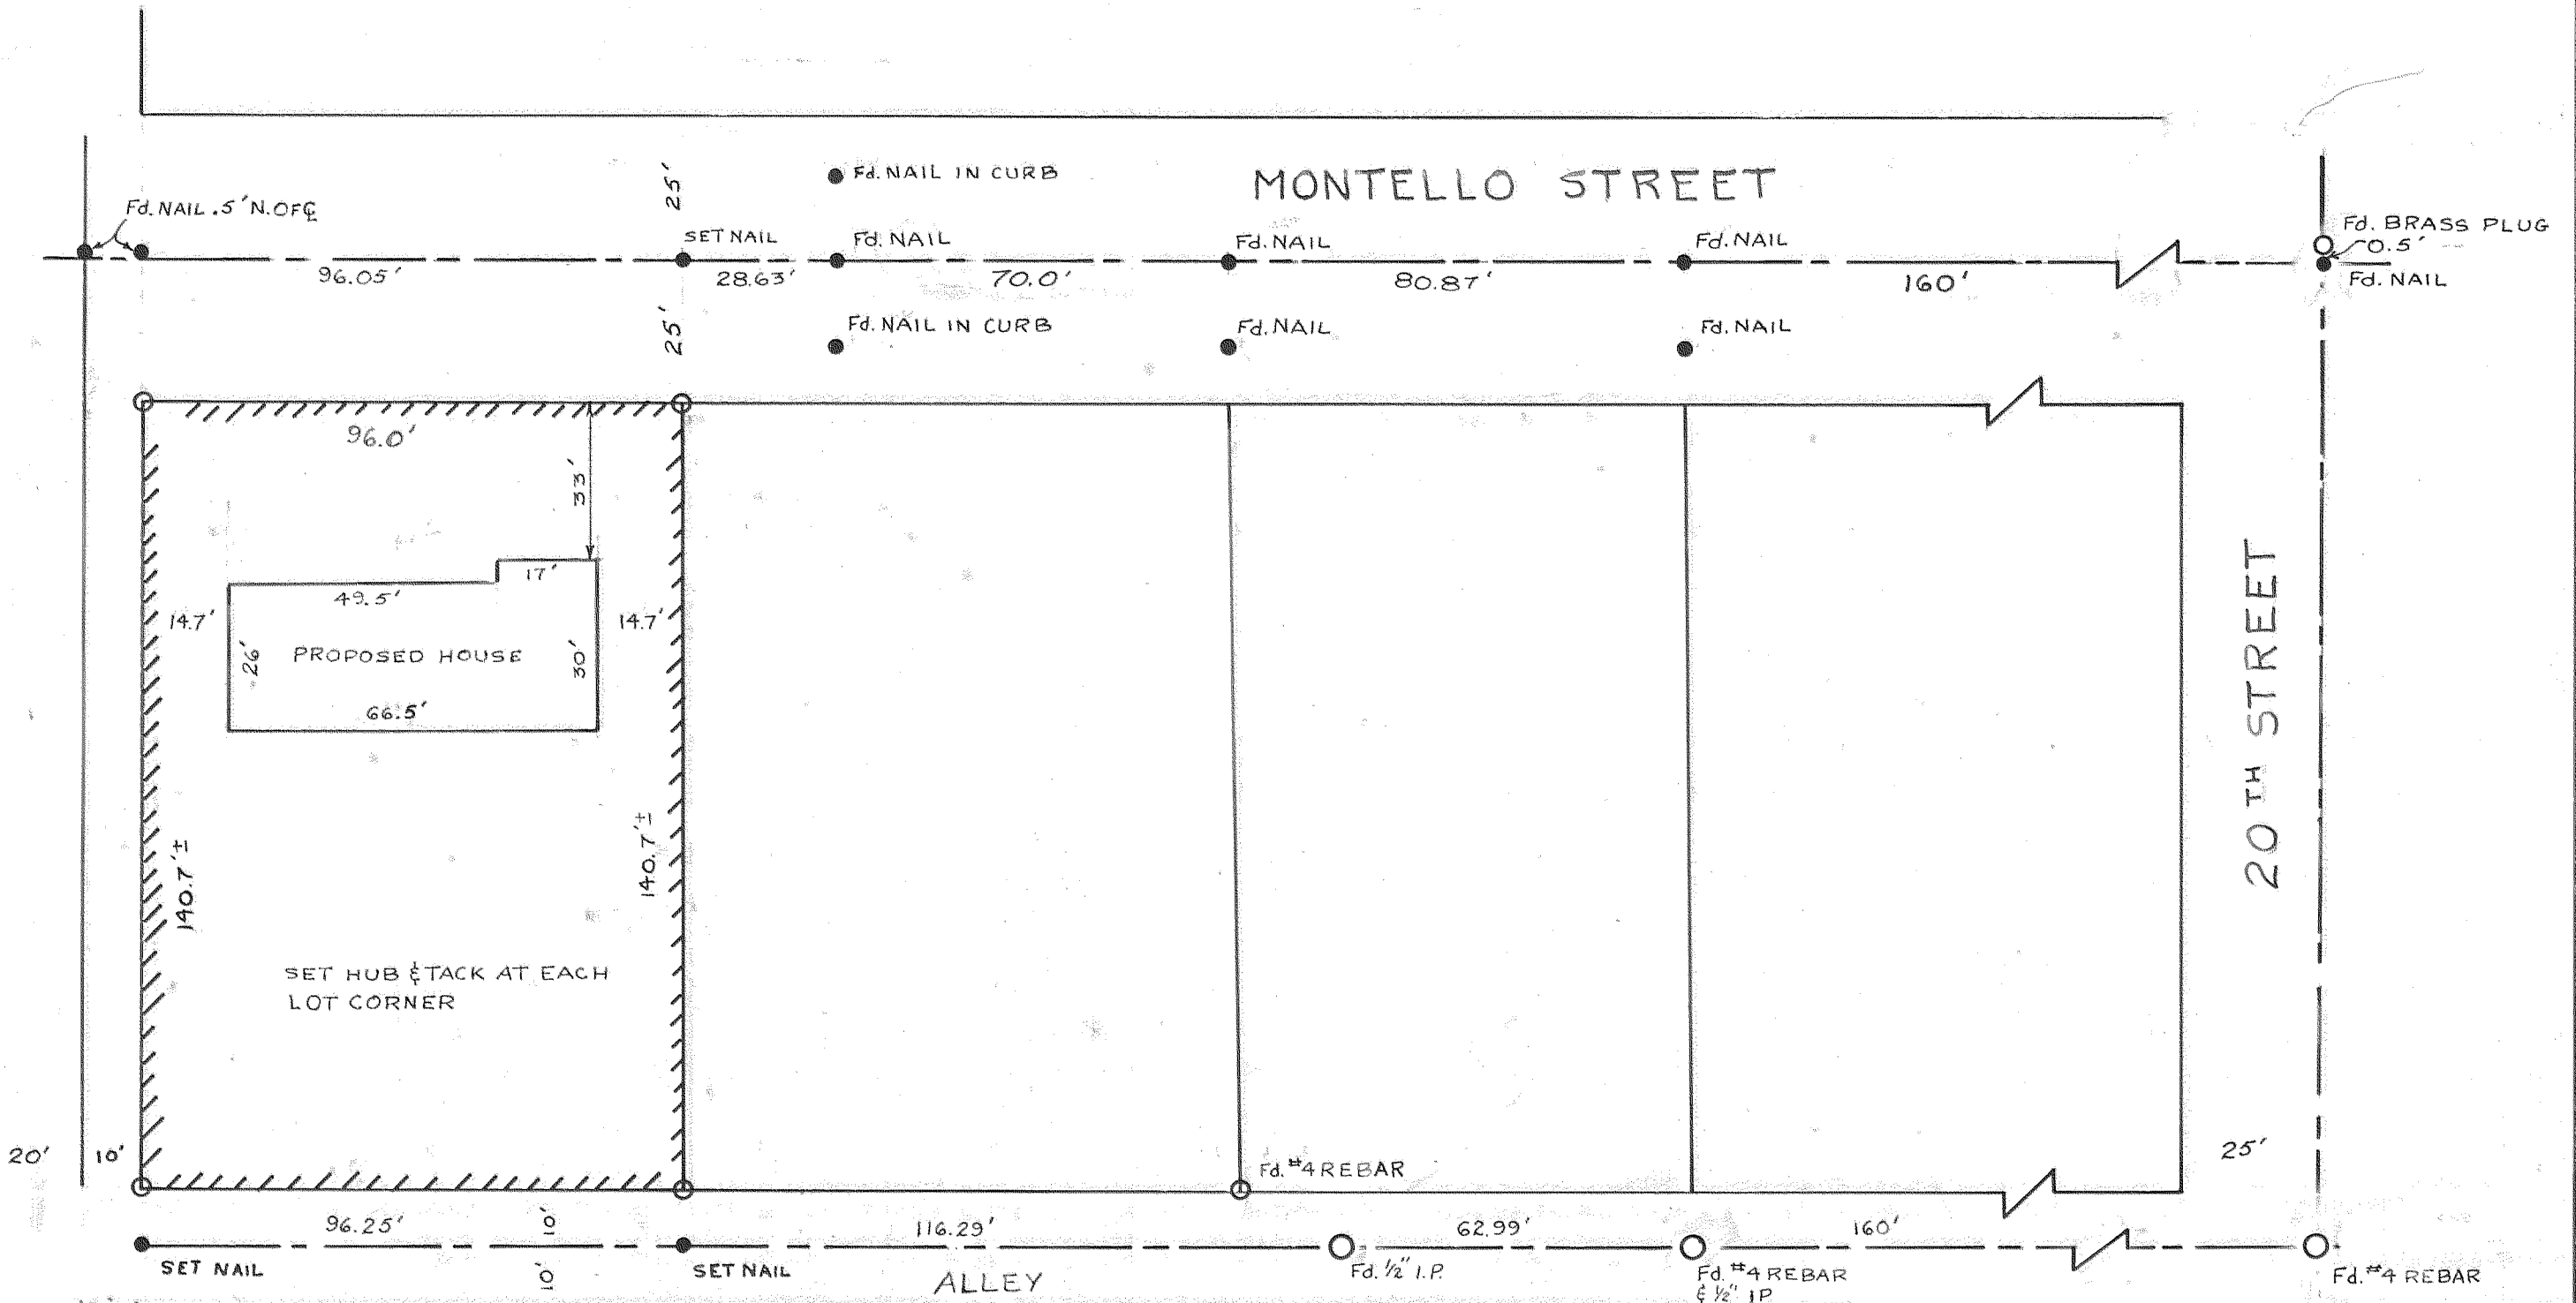 MONTELLO STREET
25'
Fd. NAIL IN CURB
Fd. NAIL .5' N. OF ℄
SET NAIL
Fd. NAIL
Fd. NAIL
Fd. NAIL
Fd. BRASS PLUG
0.5'
Fd. NAIL
96.05'
28.63'
70.0'
80.87'
160'
25'
Fd. NAIL IN CURB
Fd. NAIL
Fd. NAIL
96.0'
33'
17'
49.5'
14.7'
14.7'
26'
PROPOSED HOUSE
30'
66.5'
20TH STREET
140.7'±
140.7'±
SET HUB & TACK AT EACH
LOT CORNER
20'
10'
Fd. #4 REBAR
25'
96.25'
10'
116.29'
62.99'
160'
SET NAIL
10'
SET NAIL
ALLEY
Fd. 1/2" I.P.
Fd. #4 REBAR
& 1/2" I.P.
Fd. #4 REBAR